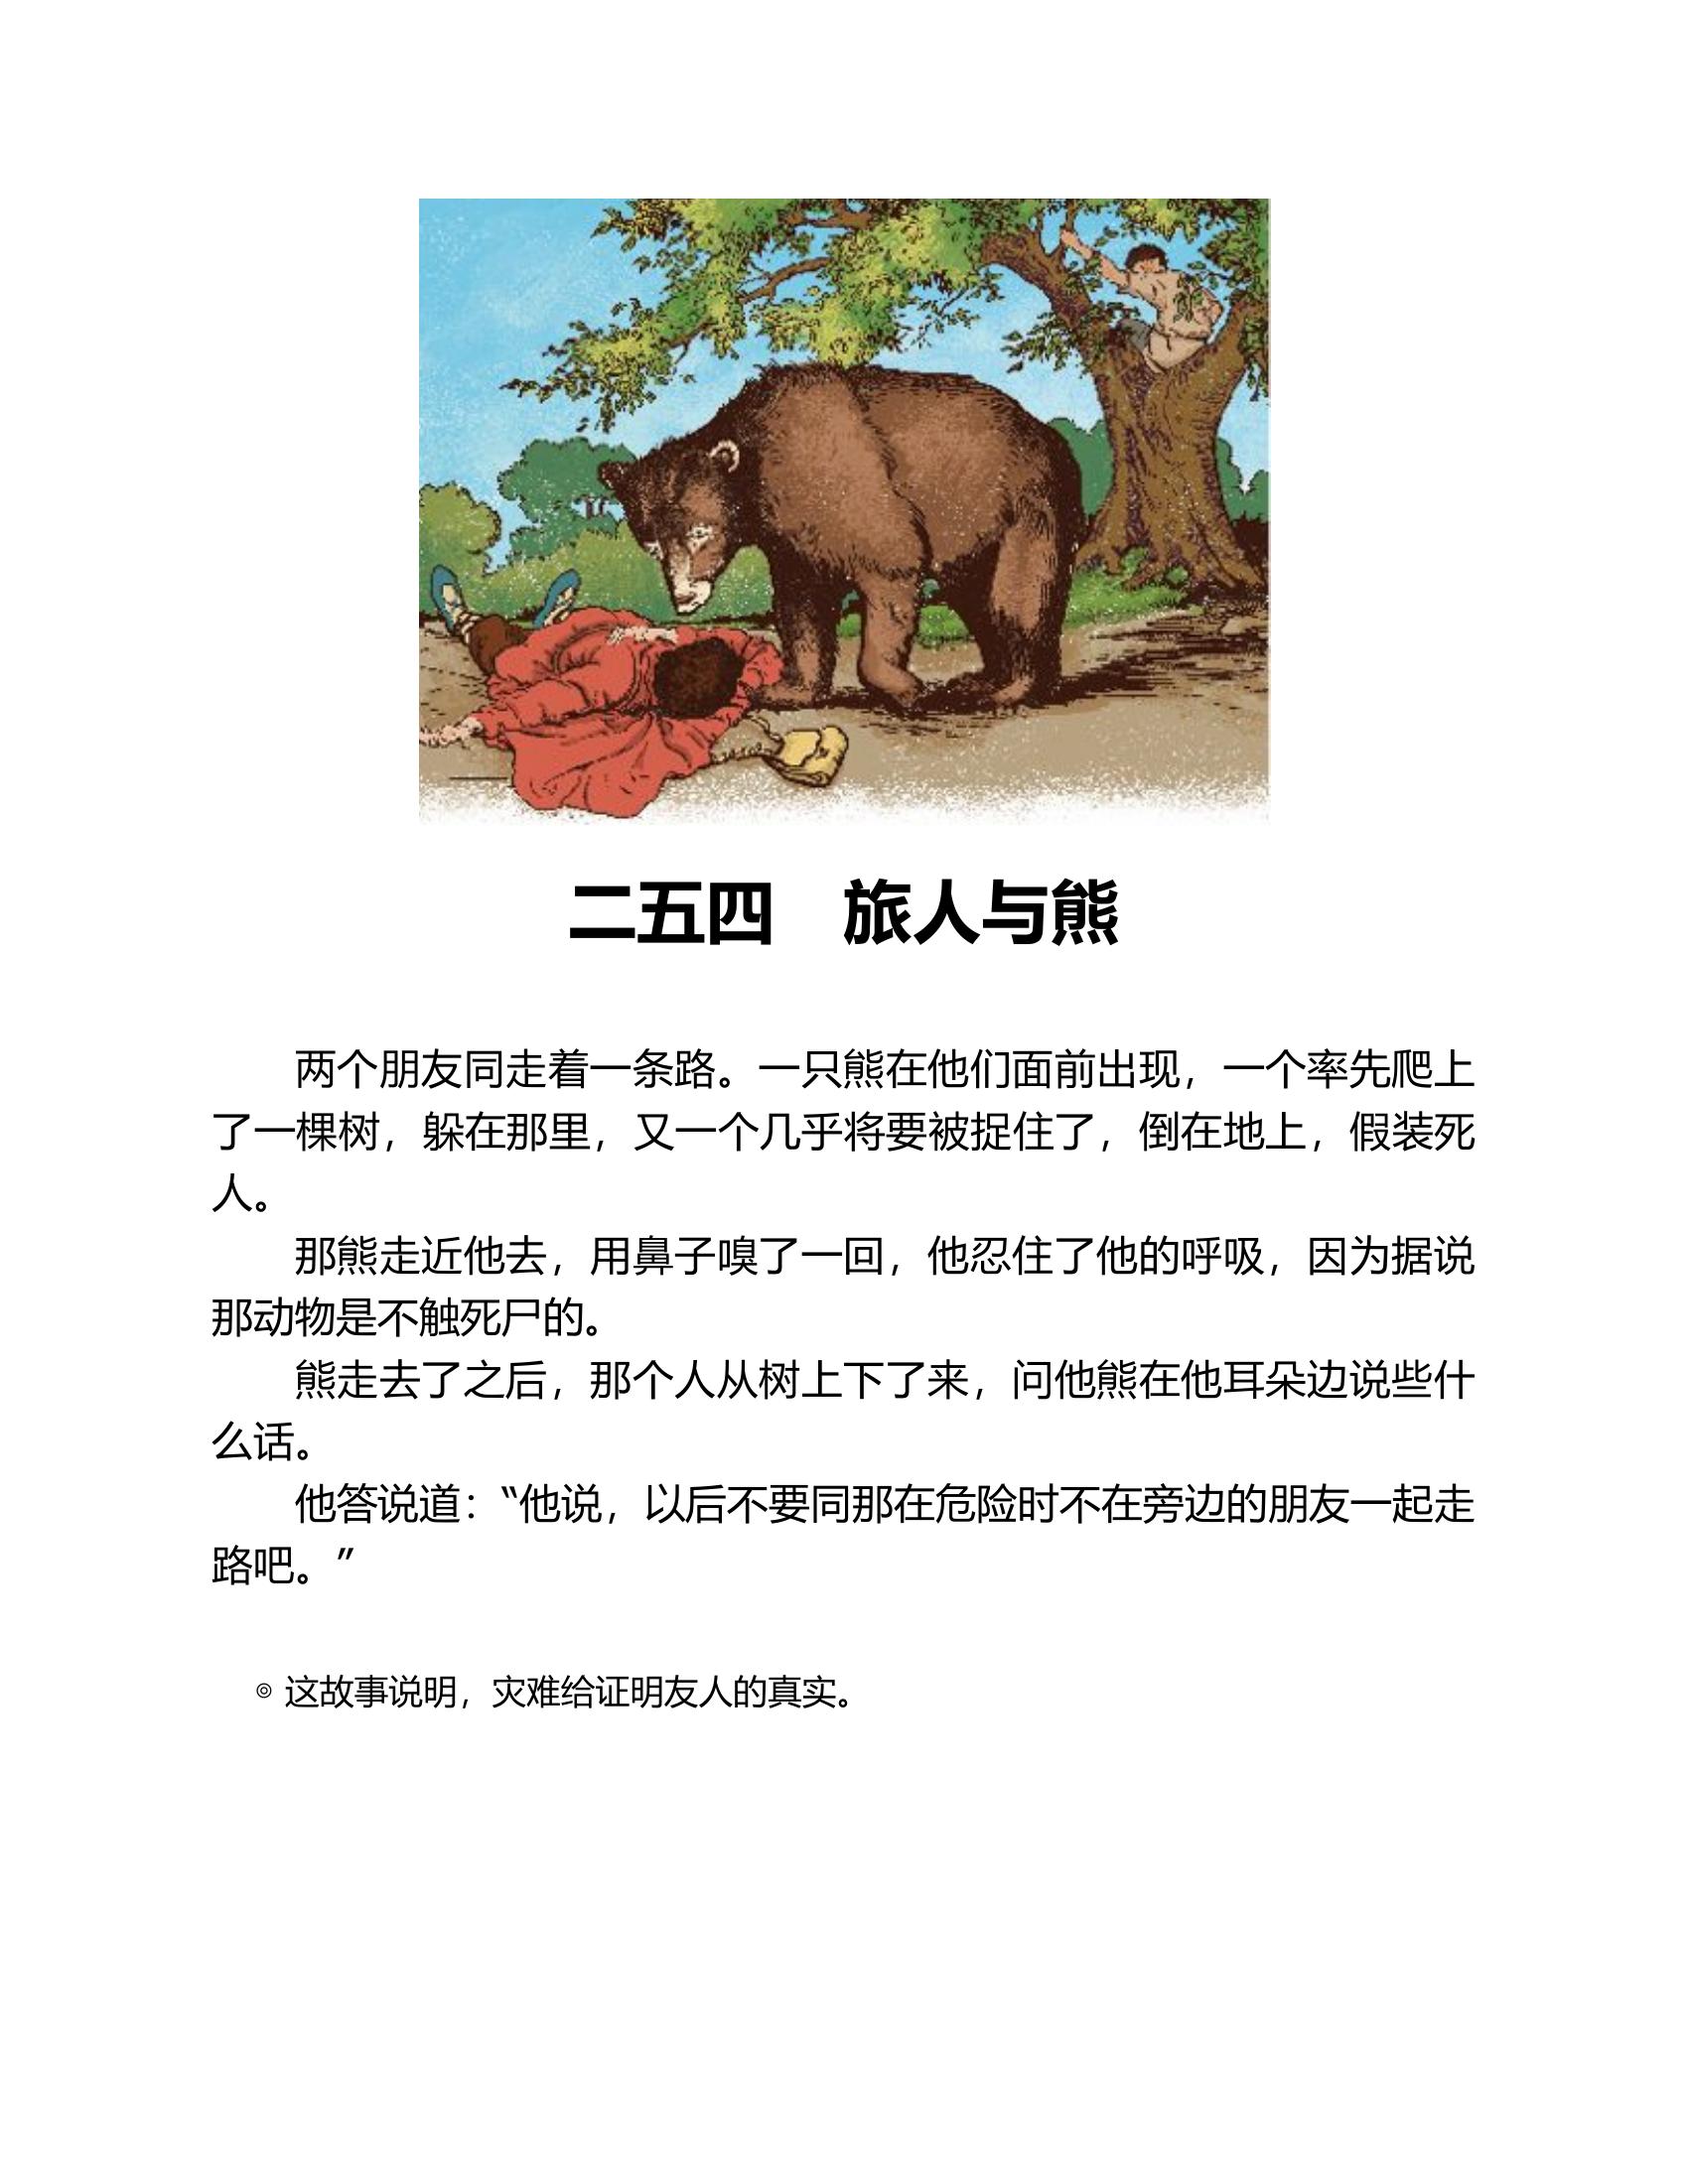 二五四　旅人与熊
两个朋友同走着一条路。一只熊在他们面前出现，一个率先爬上
了一棵树，躲在那里，又一个几乎将要被捉住了，倒在地上，假装死
人。
那熊走近他去，用鼻子嗅了一回，他忍住了他的呼吸，因为据说
那动物是不触死尸的。
熊走去了之后，那个人从树上下了来，问他熊在他耳朵边说些什
么话。
他答说道：“他说，以后不要同那在危险时不在旁边的朋友一起走
路吧。”
◎ 这故事说明，灾难给证明友人的真实。